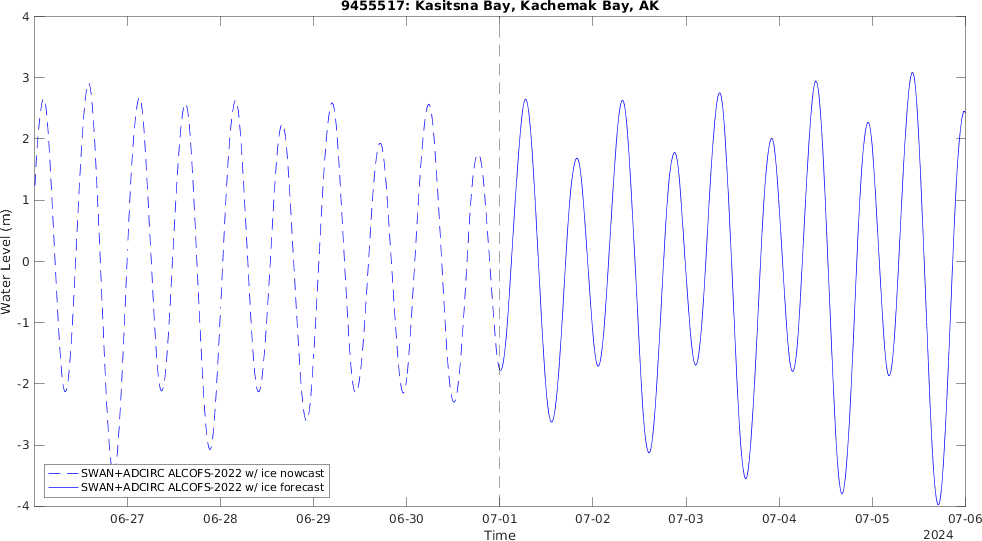 9455517: Kasitsna Bay, Kachemak Bay, AK
4
3
2
1
0
-1
-2
-3
-4
Water Level (m)
SWAN+ADCIRC ALCOFS-2022 w/ ice nowcast
SWAN+ADCIRC ALCOFS-2022 w/ ice forecast
06-27 06-28 06-29 06-30 07-01 07-02 07-03 07-04 07-05 07-06
Time
2024